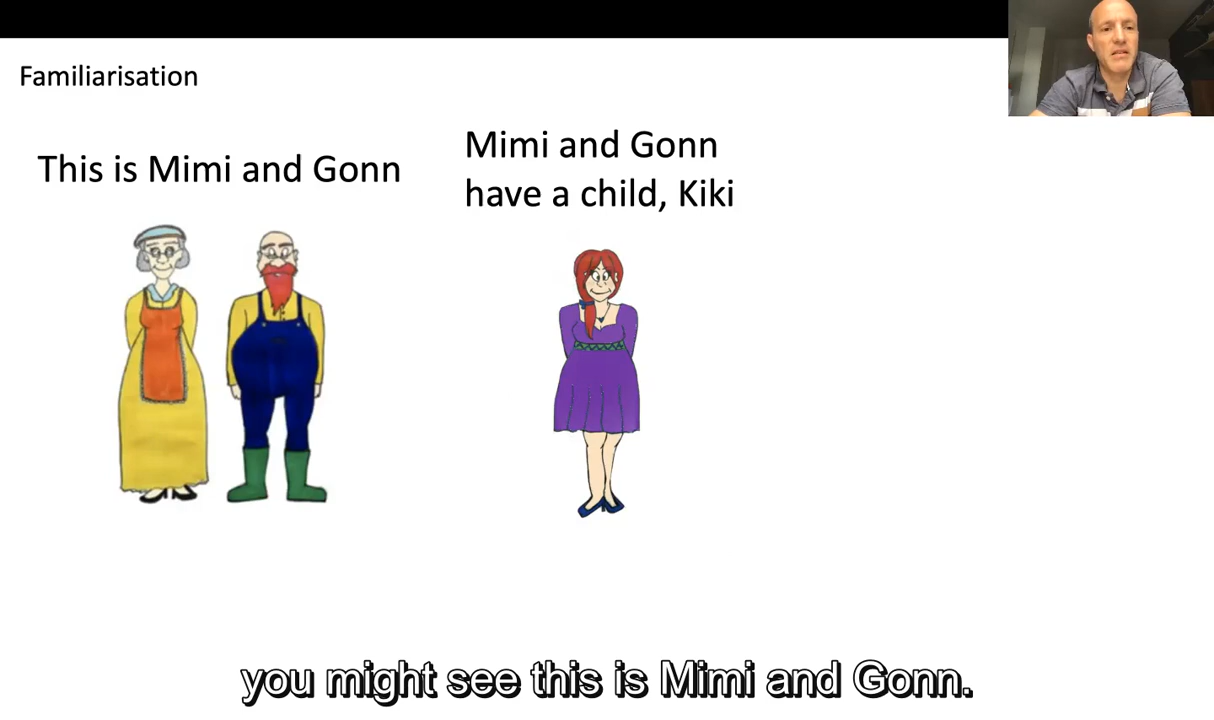 Familiarisation
This is Mimi and Gonn
Mimi and Gonn
have a child, Kiki
you might see this is Mimi and Gonn.